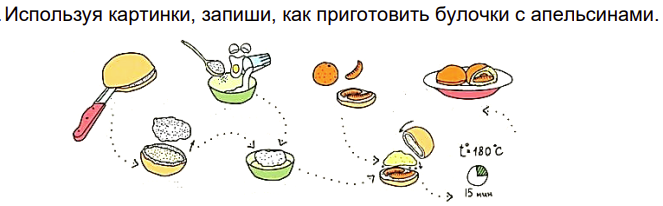 .Используя картинки, запиши, как приготовить булочки с апельсинами.
t° 180°C
15 мин